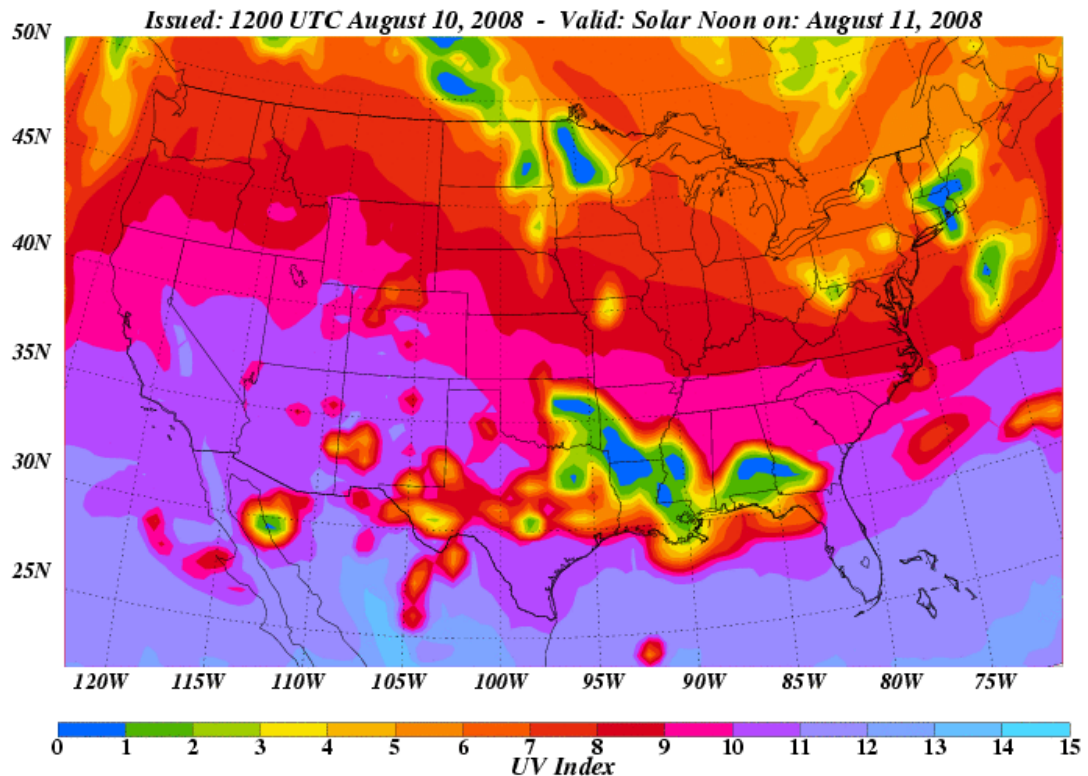 Issued: 1200 UTC August 10, 2008 - Valid: Solar Noon on: August 11, 2008
50N
45N
40N
35N
30N
25N
120W 115W 110W 105W 100W 95W 90W 85W 80W 75W
0 1 2 3 4 5 6 7 8 9 10 11 12 13 14 15
UV Index